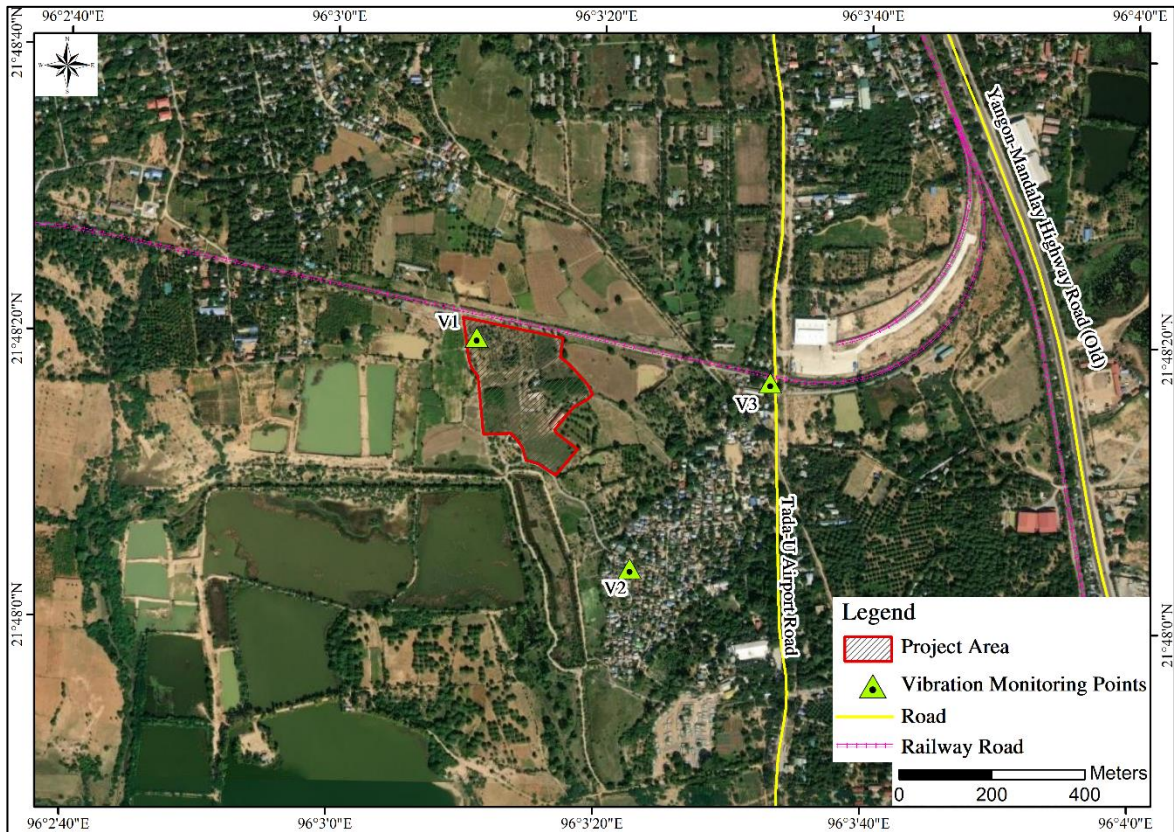 96°2'40"E 96°3'0"E 96°3'20"E 96°3'40"E 96°4'0"E
21°48'40"N
N
W E
S
Yangon-Mandalay Highway Road (Old)
21°48'20"N
V1
21°48'20"N
V3
Tada-U Airport Road
V2
21°48'0"N
21°48'0"N
Legend
Project Area
Vibration Monitoring Points
Road
Railway Road
Meters
0 200 400
96°2'40"E 96°3'0"E 96°3'20"E 96°3'40"E 96°4'0"E